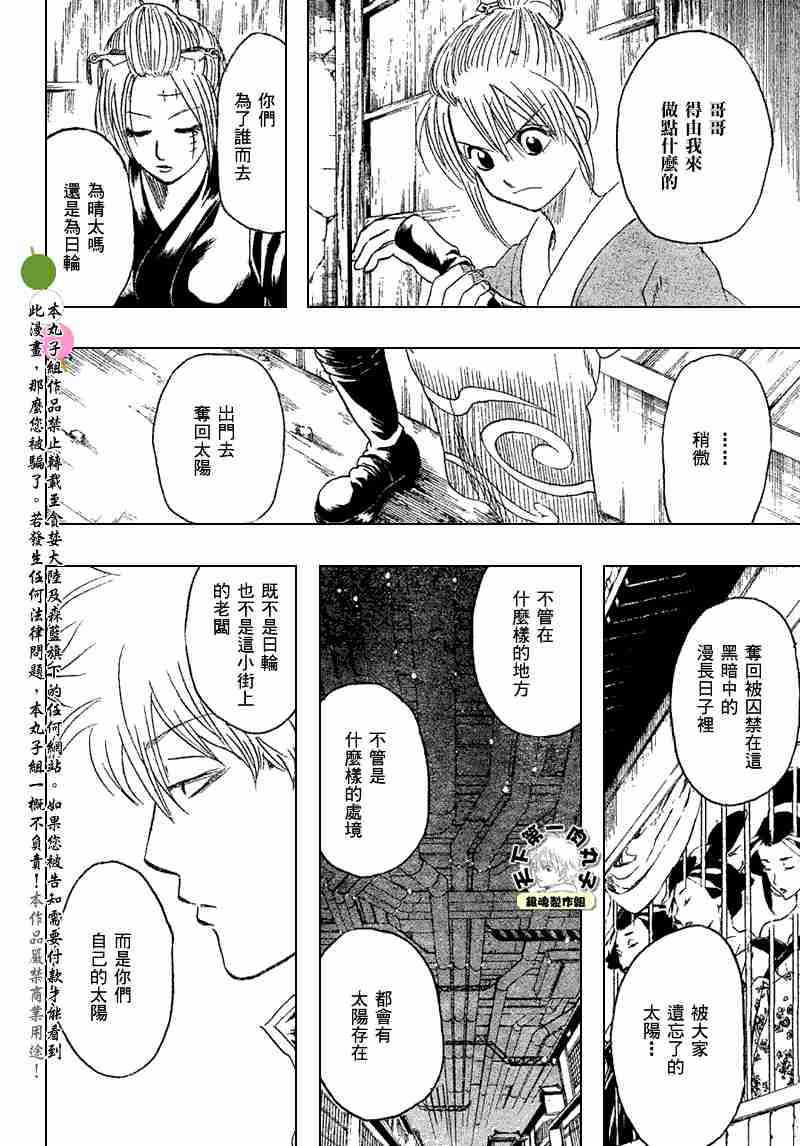 哥哥
得由我來
做點什麼的
你們
為了誰而去
為晴太嗎
還是為日輪
……
稍微
出門去
奪回太陽
奪回被囚禁在這
黑暗中的
漫長日子裡
被大家
遺忘了的
太陽…
不管在
什麼樣的地方
不管是
什麼樣的處境
都會有
太陽存在
既不是日輪
也不是這小街上
的老闆
而是你們
自己的太陽
天下第一肉丸子
銀魂製作組
本丸子組作品禁止轉載至貪婪大陸及森藍旗下的任何網站。如果您被告知需要付款才能看到
此漫畫，那麼您被騙了。若發生任何法律問題，本丸子組一概不負責！本作品嚴禁商業用途！